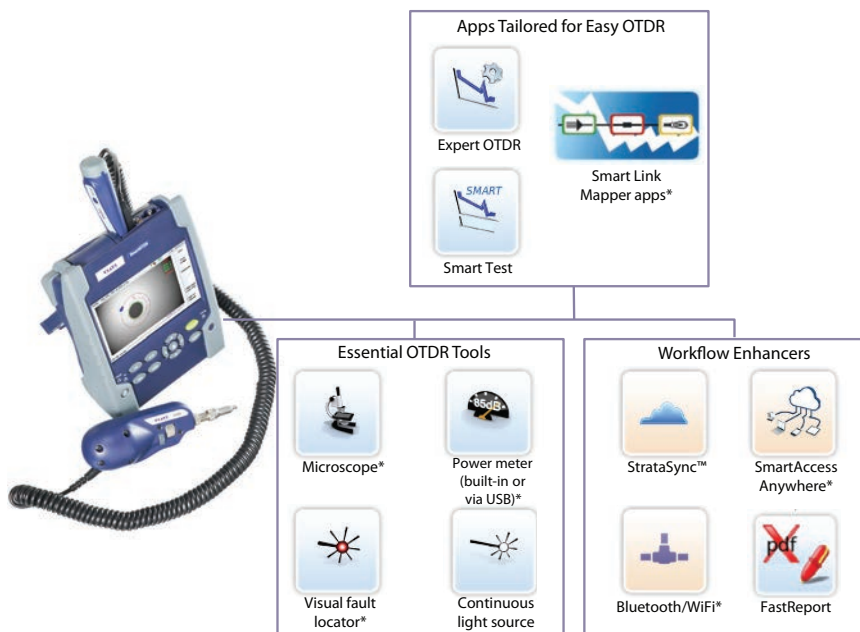 Apps Tailored for Easy OTDR
Expert OTDR
Smart Link
Mapper apps*
SMART
Smart Test
Essential OTDR Tools
Microscope*
85dB
Power meter
(built-in or
via USB)*
Visual fault
locator*
Continuous
light source
Workflow Enhancers
StrataSync™
SmartAccess
Anywhere*
Bluetooth/WiFi*
pdf
FastReport